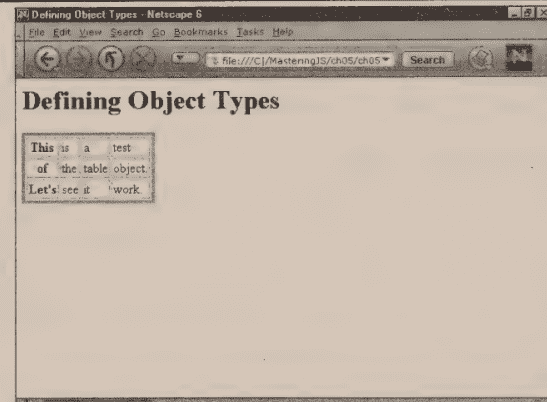 Defining Object Types - Netscape 6
File Edit View Search Go Bookmarks Tasks Help
file:///C|/MasteringJS/ch05/ch05 Search
Defining Object Types
This is a test
of the table object.
Let's see it work.